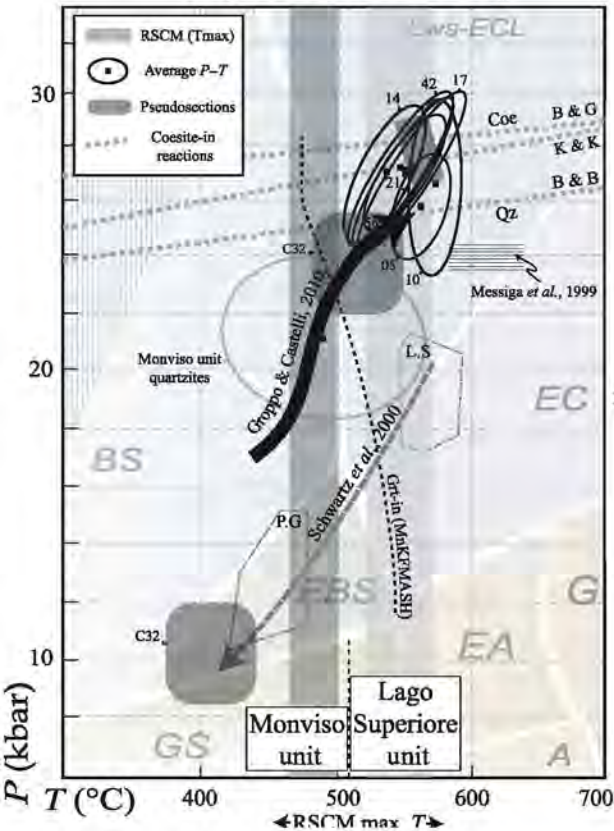 RSCM (Tmax)
Average P–T
Pseudosections
Coesite-in
reactions
Lws-ECL
30
20
10
14
42
17
Coe
B & G
K & K
B & B
Qz
21
C32
05
10
Messiga et al., 1999
Monviso unit
quartzites
Groppo & Castelli, 2010
L.S
EC
BS
Schwartz et al., 2000
P.G
Grt-in (MnKFMASH)
EBS
G
C32
EA
GS
A
Monviso
unit
Lago
Superiore
unit
P (kbar)
T (°C)
400
500
600
700
RSCM max. T